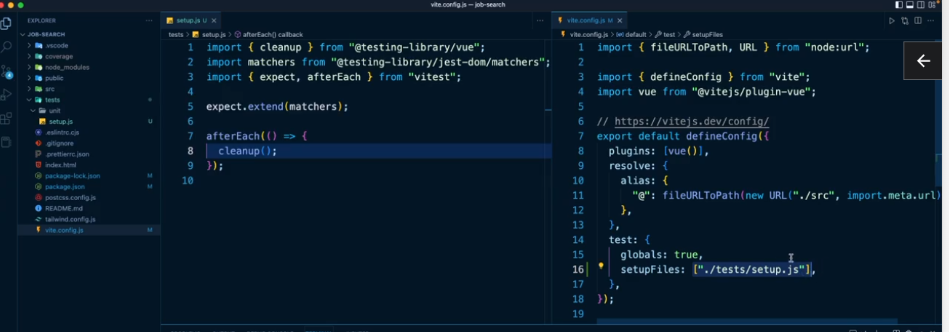 vite.config.js — job-search
EXPLORER
JOB-SEARCH
.vscode
coverage
node_modules
public
src
tests
unit
setup.js U
.eslintrc.cjs
.gitignore
.prettierrc.json
index.html
package-lock.json M
package.json M
postcss.config.js
README.md
tailwind.config.js
vite.config.js M
setup.js U
tests > setup.js > afterEach() callback
1 import { cleanup } from "@testing-library/vue";
2 import matchers from "@testing-library/jest-dom/matchers";
3 import { expect, afterEach } from "vitest";
4
5 expect.extend(matchers);
6
7 afterEach(() => {
8 cleanup();
9 });
10
vite.config.js M
vite.config.js > default > test > setupFiles
1 import { fileURLToPath, URL } from "node:url";
2
3 import { defineConfig } from "vite";
4 import vue from "@vitejs/plugin-vue";
5
6 // https://vitejs.dev/config/
7 export default defineConfig({
8 plugins: [vue()],
9 resolve: {
10 alias: {
11 "@": fileURLToPath(new URL("./src", import.meta.url)
12 },
13 },
14 test: {
15 globals: true,
16 setupFiles: ["./tests/setup.js"],
17 },
18 });
19